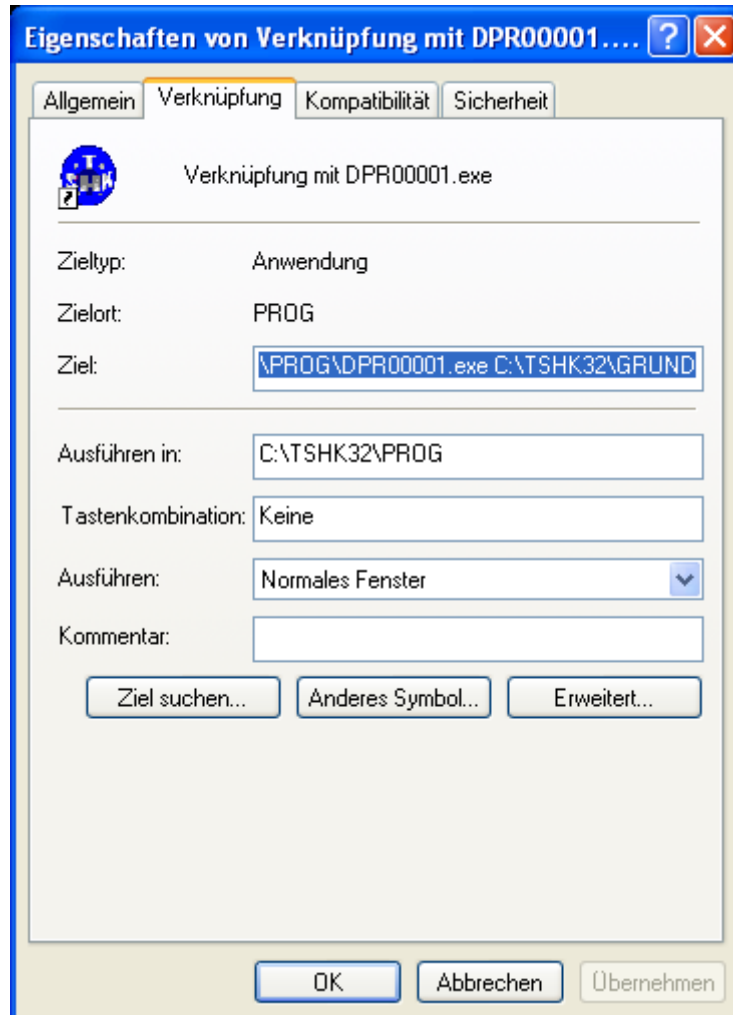 Eigenschaften von Verknüpfung mit DPR00001....
Allgemein Verknüpfung Kompatibilität Sicherheit
T
SHK
Verknüpfung mit DPR00001.exe
Zieltyp: Anwendung
Zielort: PROG
Ziel: \PROG\DPR00001.exe C:\TSHK32\GRUND
Ausführen in: C:\TSHK32\PROG
Tastenkombination: Keine
Ausführen: Normales Fenster
Kommentar:
Ziel suchen... Anderes Symbol... Erweitert...
OK Abbrechen Übernehmen